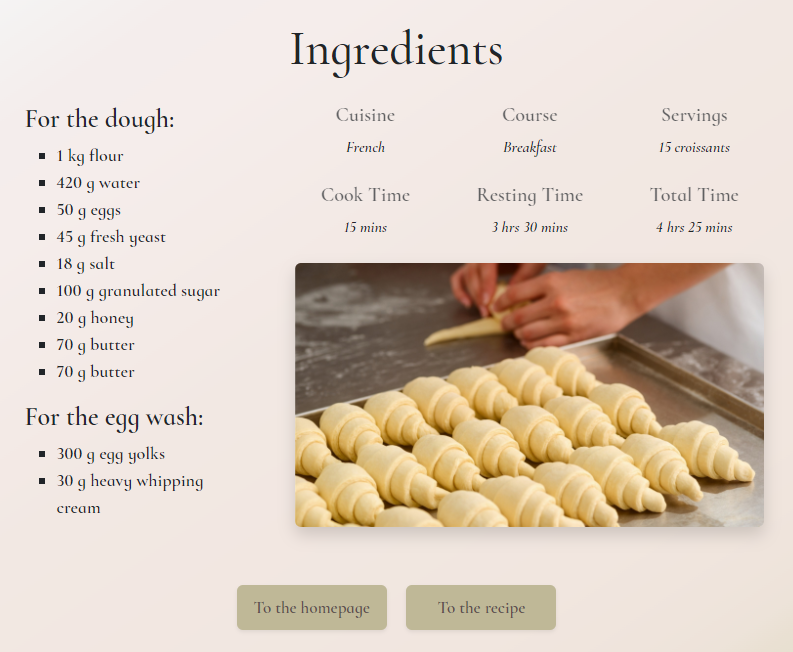 Ingredients
For the dough:
1 kg flour
420 g water
50 g eggs
45 g fresh yeast
18 g salt
100 g granulated sugar
20 g honey
70 g butter
70 g butter
For the egg wash:
300 g egg yolks
30 g heavy whipping
cream
Cuisine
French
Course
Breakfast
Servings
15 croissants
Cook Time
15 mins
Resting Time
3 hrs 30 mins
Total Time
4 hrs 25 mins
To the homepage
To the recipe